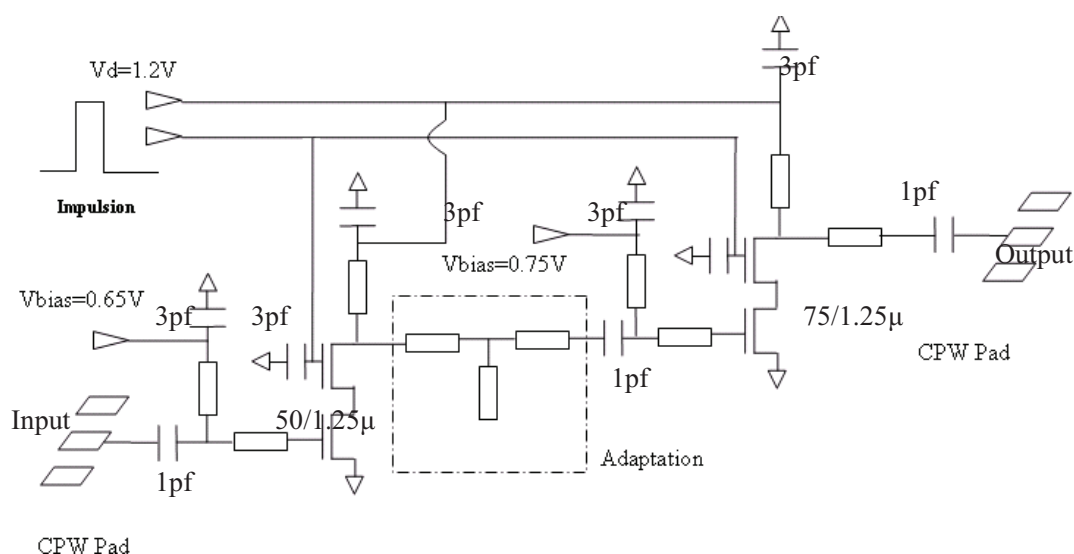 3pf
Vd=1.2V
Impulsion
3pf
3pf
1pf
Output
Vbias=0.75V
Vbias=0.65V
3pf
3pf
75/1.25μ
CPW Pad
1pf
Input
50/1.25μ
Adaptation
1pf
CPW Pad